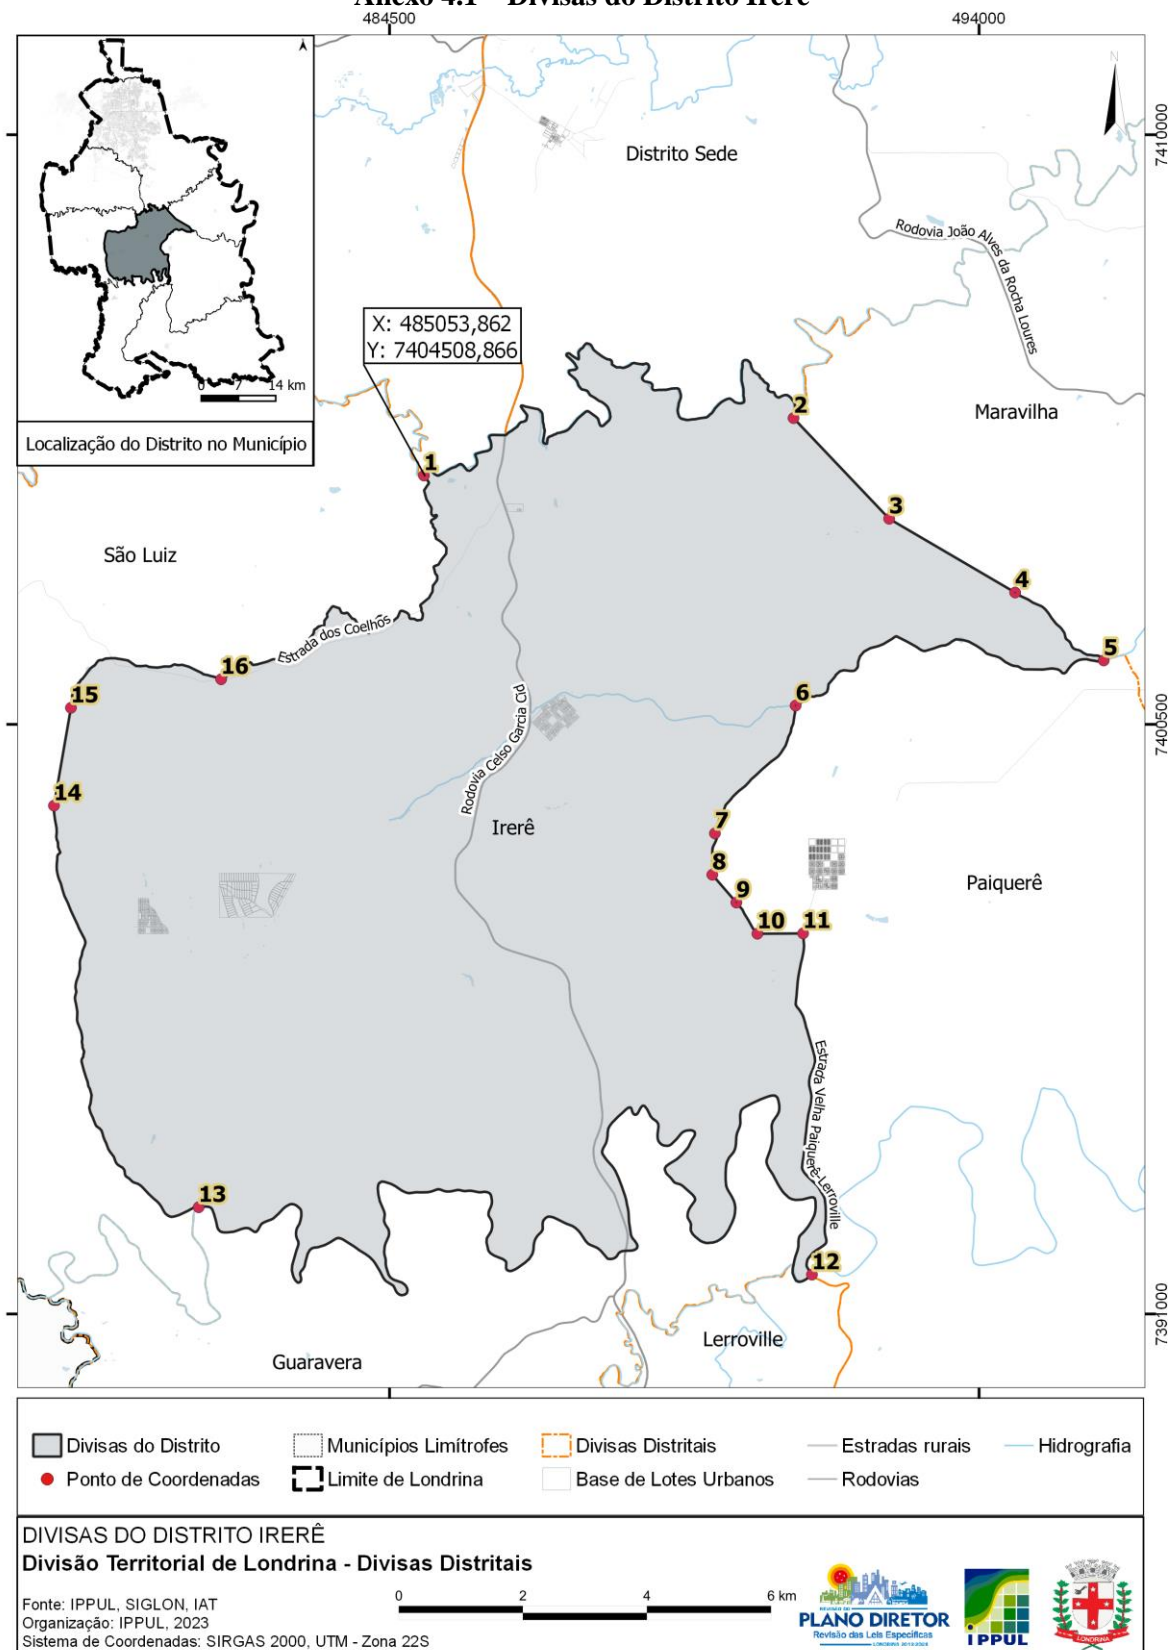 Anexo 4.1 – Divisas do Distrito Irerê
484500
494000
7410000
7400500
7391000
N
0 7 14 km
Localização do Distrito no Município
X: 485053,862
Y: 7404508,866
Distrito Sede
Rodovia João Alves da Rocha Loures
Maravilha
São Luiz
Estrada dos Coelhos
Rodovia Celso Garcia Cid
Irerê
Paiquerê
Estrada Velha Paiquerê-Lerroville
Lerroville
Guaravera
1
2
3
4
5
6
7
8
9
10
11
12
13
14
15
16
Divisas do Distrito
Municípios Limítrofes
Divisas Distritais
Estradas rurais
Hidrografia
Ponto de Coordenadas
Limite de Londrina
Base de Lotes Urbanos
Rodovias
DIVISAS DO DISTRITO IRERÊ
Divisão Territorial de Londrina - Divisas Distritais
Fonte: IPPUL, SIGLON, IAT
Organização: IPPUL, 2023
Sistema de Coordenadas: SIRGAS 2000, UTM - Zona 22S
0 2 4 6 km
PLANO DIRETOR
Revisão das Leis Específicas
IPPUL
LONDRINA